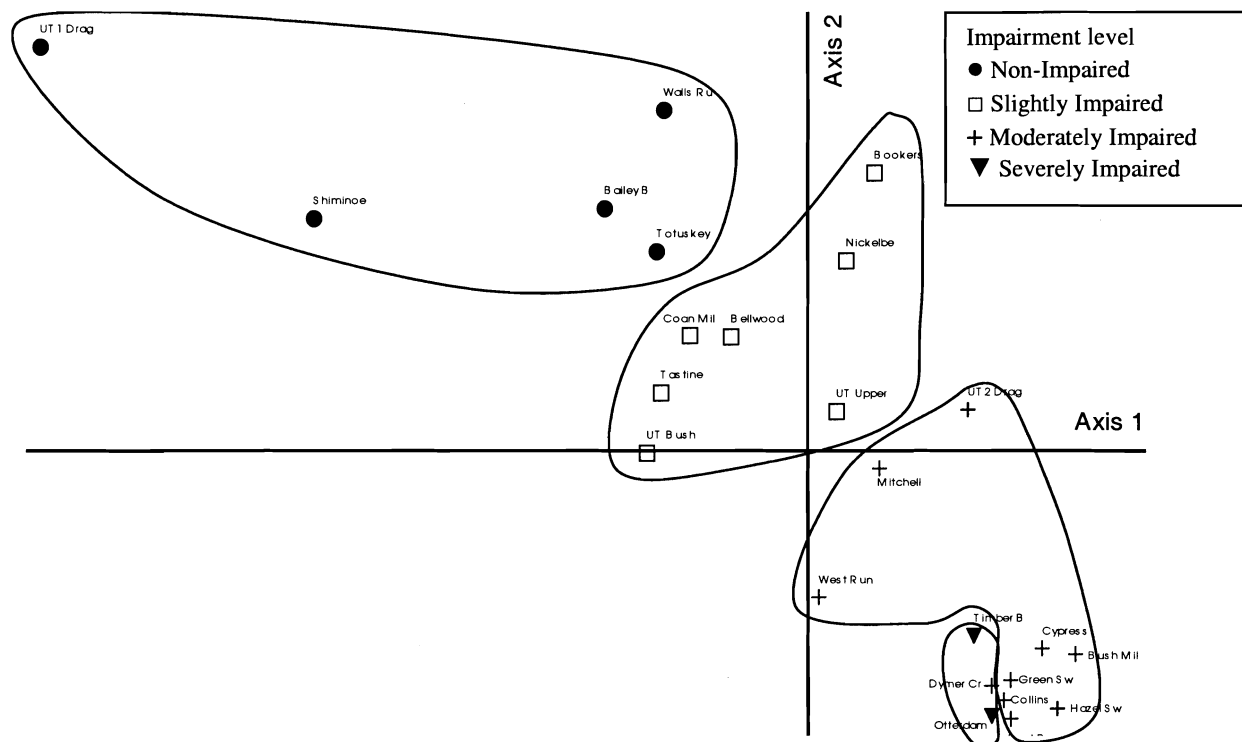 UT 1 Drag
Axis 2
Impairment level
Non-Impaired
Slightly Impaired
Moderately Impaired
Severely Impaired
Walls Ru
Bookers
Shiminoe
Bailey B
Totuskey
Nickelbe
Coan Mil
Bellwood
Tastine
UT Upper
UT 2 Drag
Axis 1
UT Bush
Mitchell
West Run
Timber B
Cypress
Bush Mil
Dymer Cr
Green Sw
Collins
Hazel Sw
Otterdam